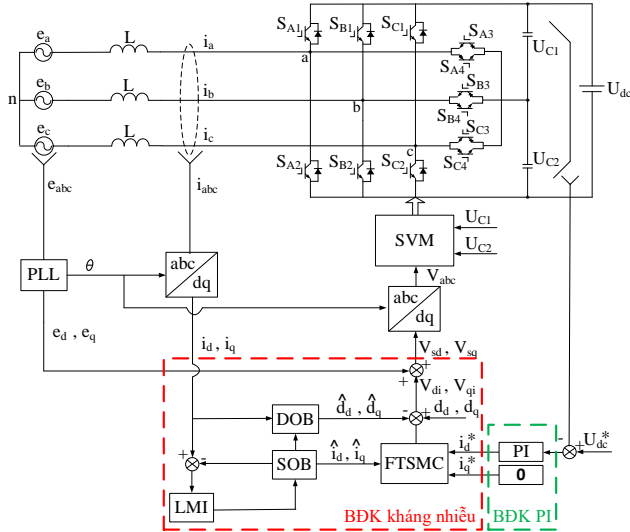 S_A1
S_B1
S_C1
e_a
L
i_a
a
S_A3
S_A4
U_C1
n
e_b
L
i_b
b
S_B3
S_B4
U_dc
e_c
L
i_c
c
S_C3
S_C4
e_abc
i_abc
S_A2
S_B2
S_C2
U_C2
SVM
U_C1
U_C2
PLL
θ
abc
dq
V_abc
abc
dq
e_d , e_q
i_d , i_q
V_sd , V_sq
+
+
V_di , V_qi
DOB
d̂_d , d̂_q
-
+
d_d , d_q
+
-
SOB
î_d , î_q
FTSMC
i_d*
i_q*
PI
0
-
+
U_dc*
LMI
BĐK kháng nhiễu
BĐK PI